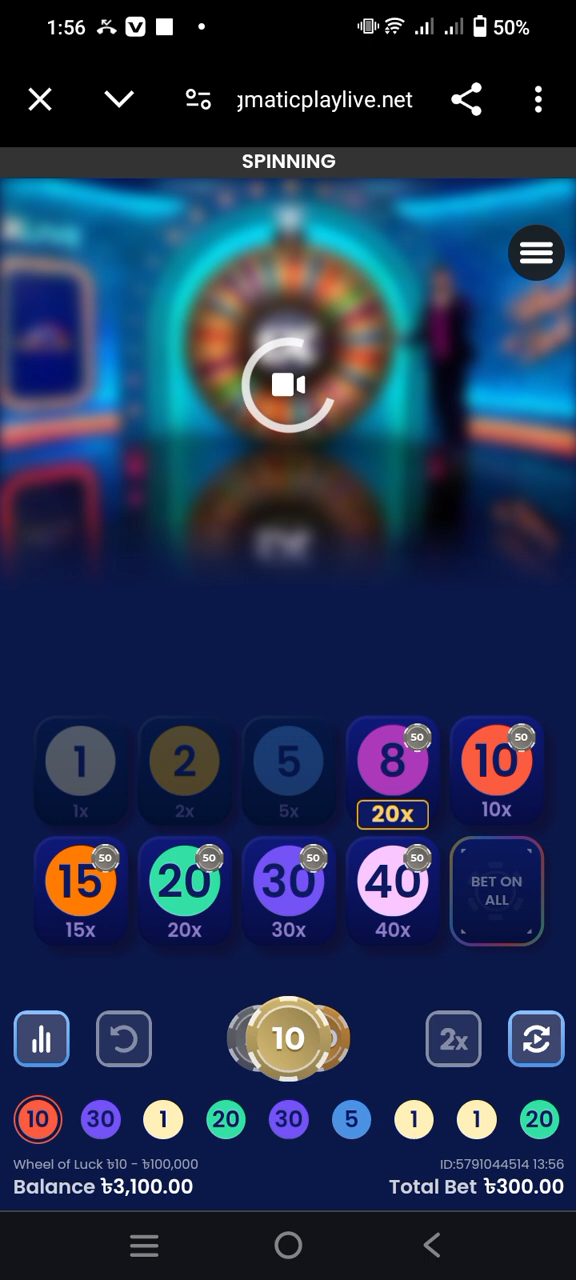 1:56
50%
gmaticplaylive.net
SPINNING
1
1x
2
2x
5
5x
8
50
20x
10
50
10x
15
50
15x
20
50
20x
30
50
30x
40
50
40x
BET ON
ALL
10
2x
10 30 1 20 30 5 1 1 20
Wheel of Luck ৳10 - ৳100,000
ID:5791044514 13:56
Balance ৳3,100.00
Total Bet ৳300.00